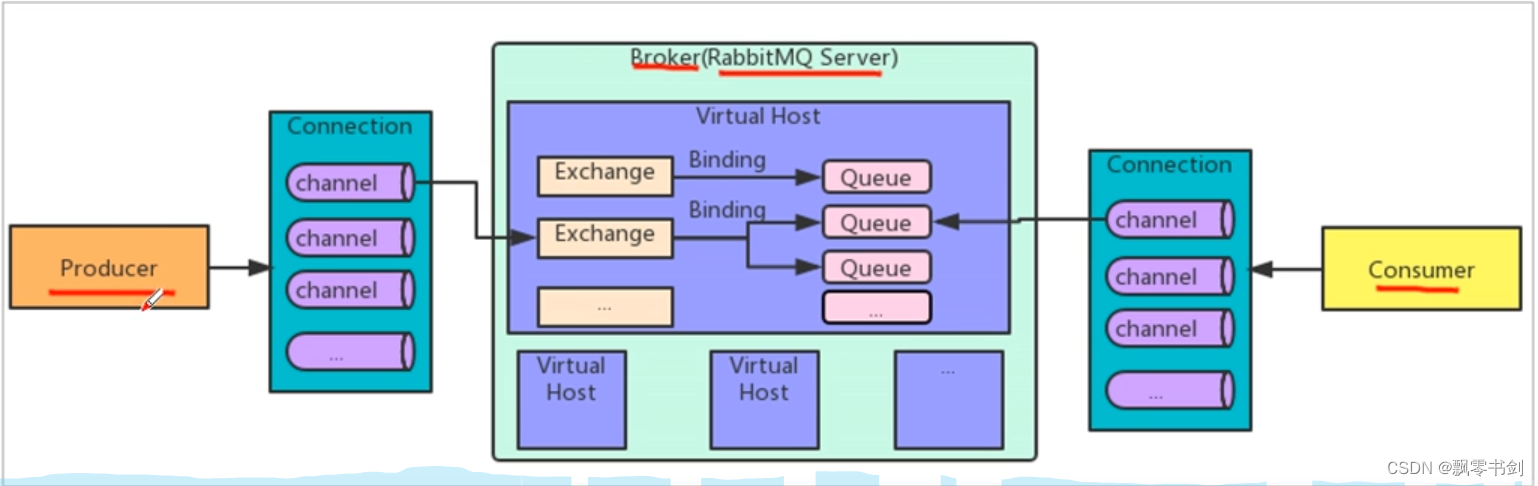 Broker(RabbitMQ Server)
Connection
channel
channel
channel
...
Producer
Virtual Host
Exchange
Binding
Queue
Exchange
Binding
Queue
Queue
...
...
Virtual
Host
Virtual
Host
...
Connection
channel
channel
channel
...
Consumer
CSDN @飘零书剑